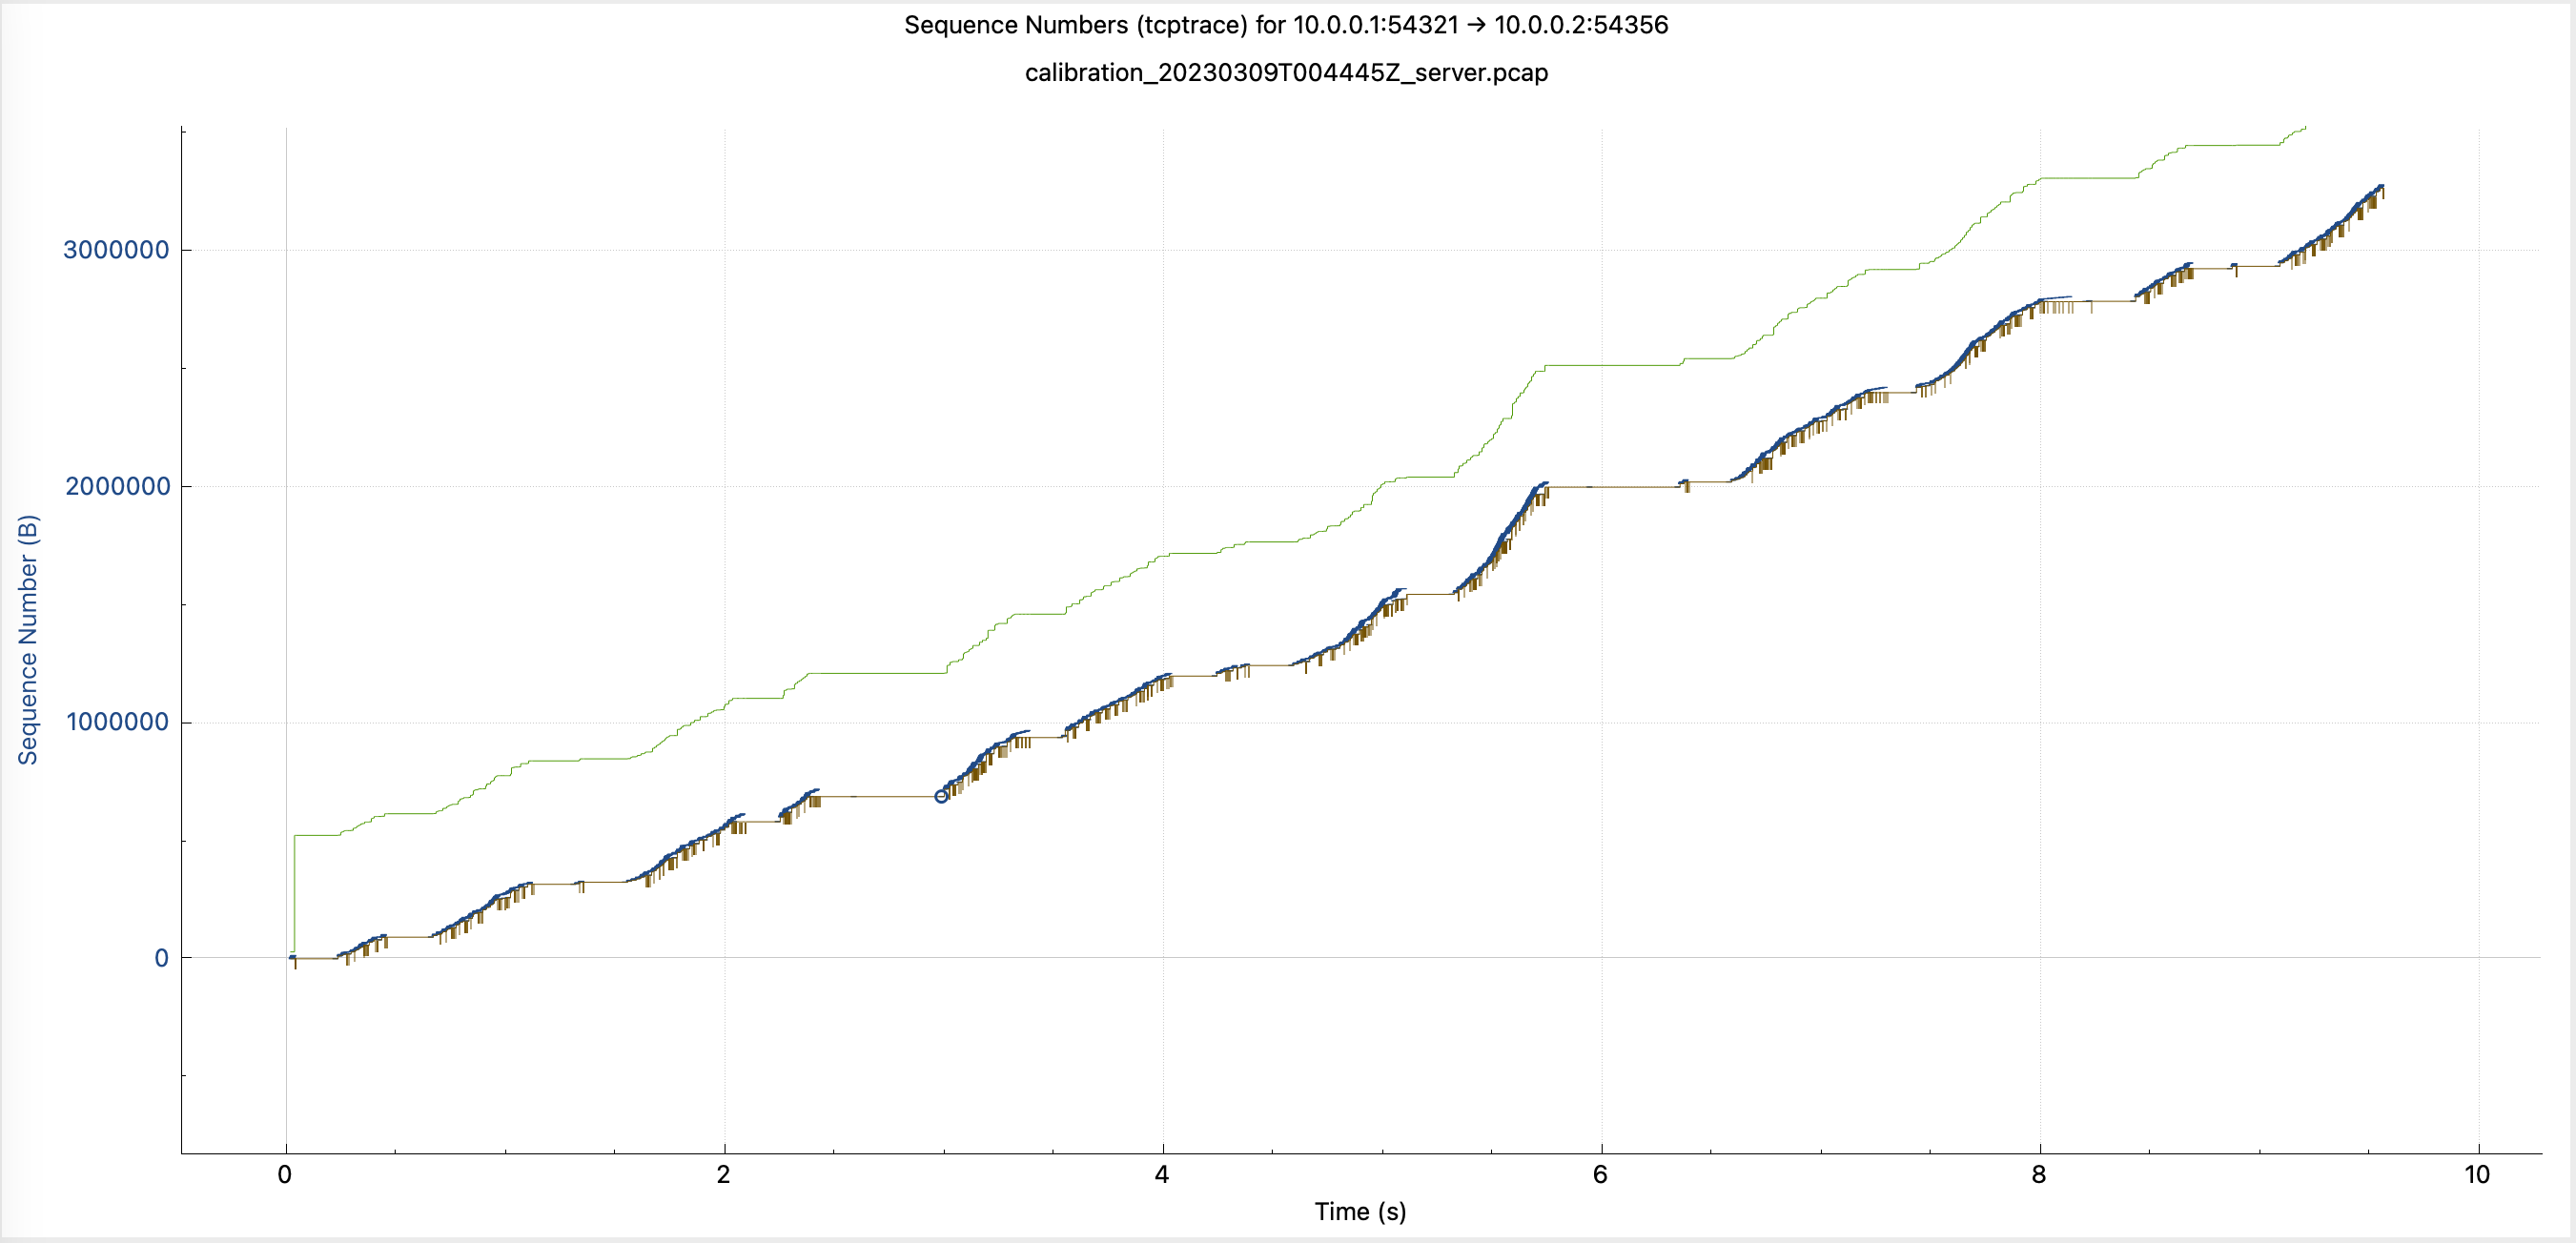 Sequence Numbers (tcptrace) for 10.0.0.1:54321 → 10.0.0.2:54356
calibration_20230309T004445Z_server.pcap
Sequence Number (B)
3000000
2000000
1000000
0
0 2 4 6 8 10
Time (s)